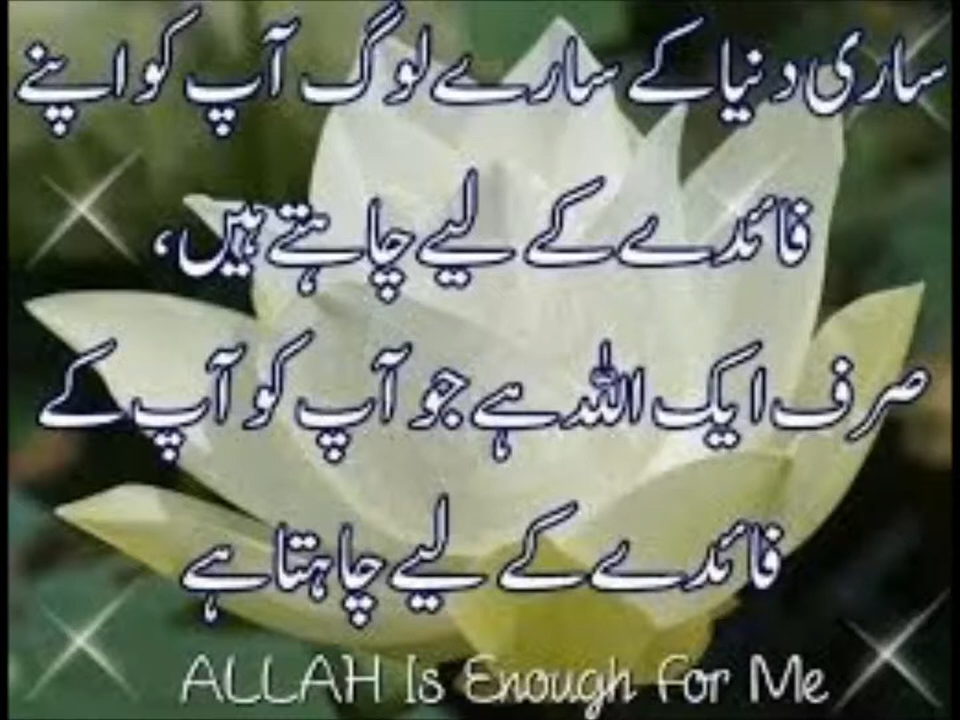 ساری دنیا کے سارے لوگ آپ کو اپنے
فائدے کے لیے چاہتے ہیں،
صرف ایک اللہ ہے جو آپ کو آپ کے
فائدے کے لیے چاہتا ہے
ALLAH Is Enough For Me